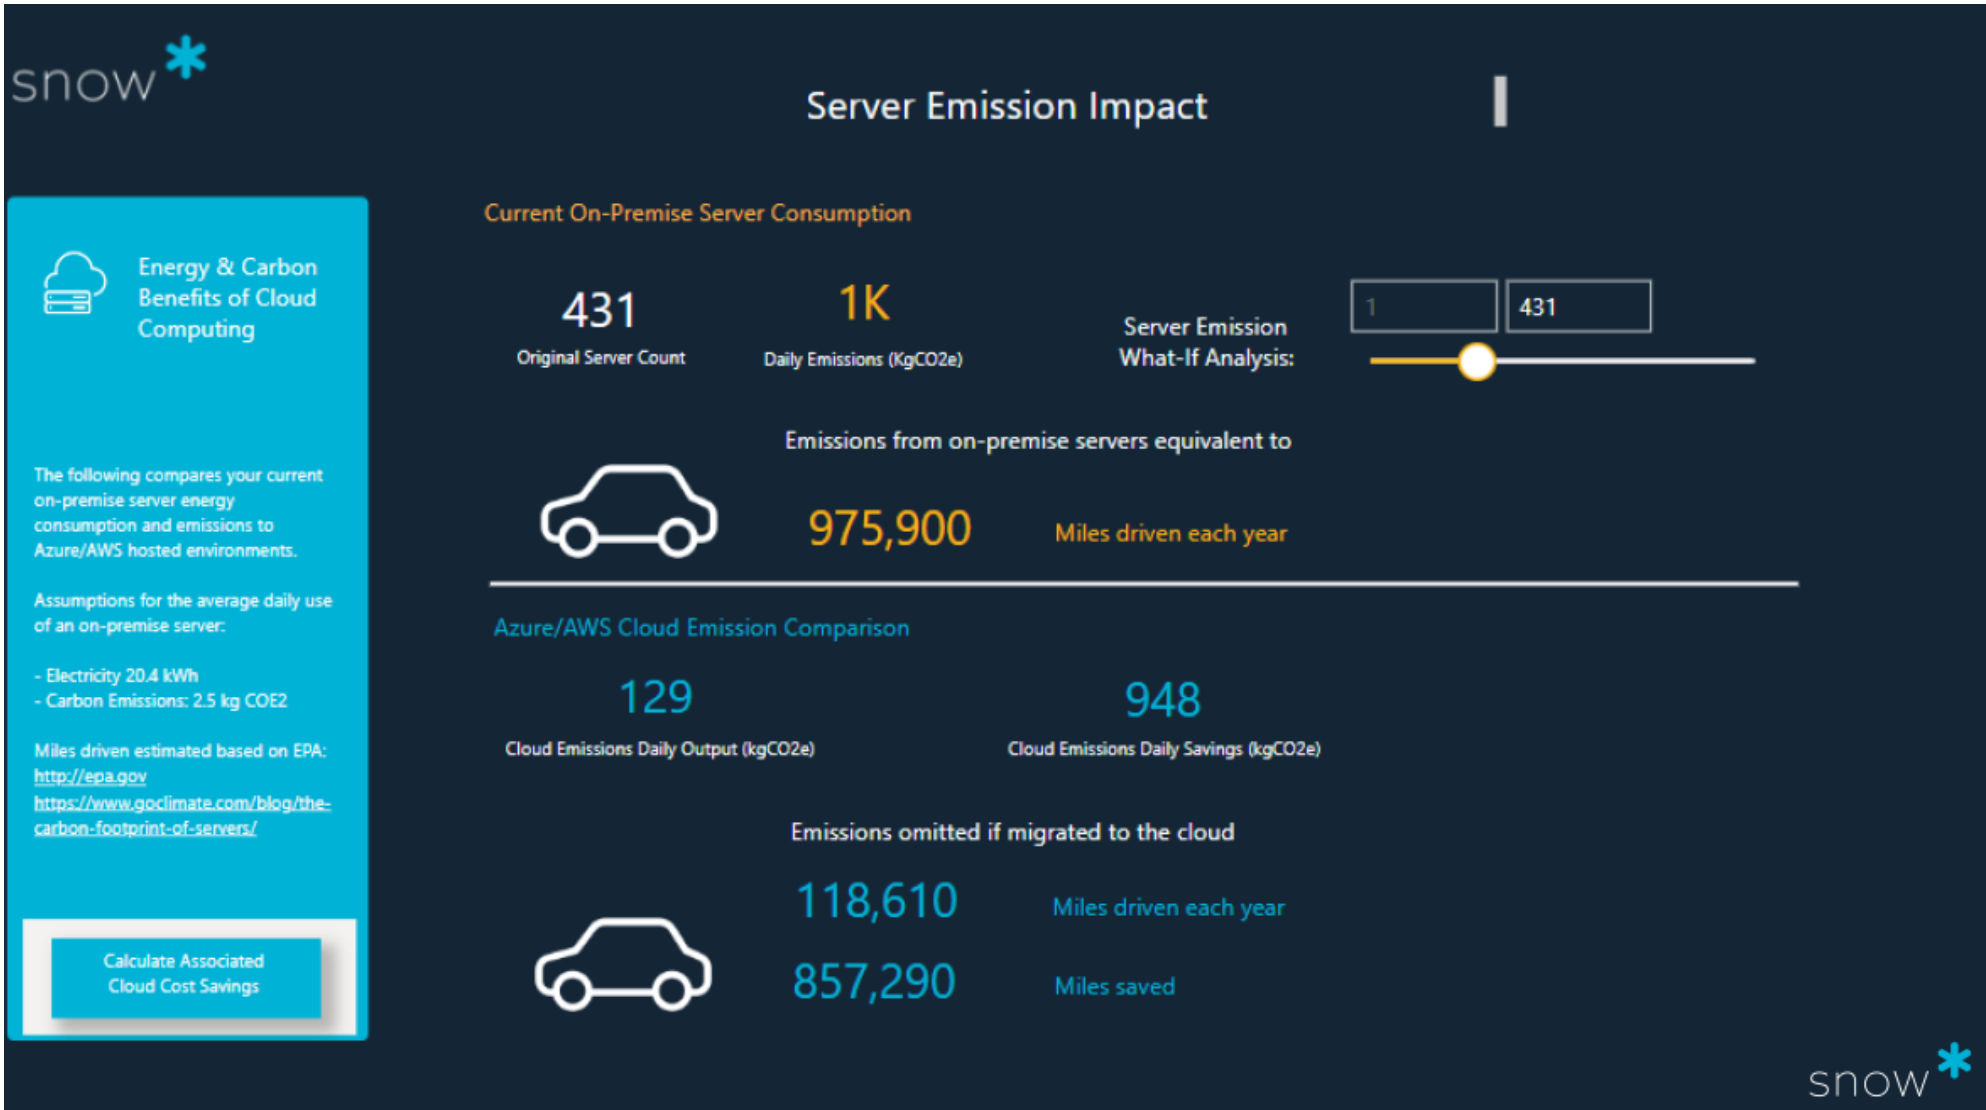 snow*
Server Emission Impact
Energy & Carbon
Benefits of Cloud
Computing
The following compares your current
on-premise server energy
consumption and emissions to
Azure/AWS hosted environments.
Assumptions for the average daily use
of an on-premise server:
- Electricity 20.4 kWh
- Carbon Emissions: 2.5 kg COE2
Miles driven estimated based on EPA:
http://epa.gov
https://www.goclimate.com/blog/the-
carbon-footprint-of-servers/
Calculate Associated
Cloud Cost Savings
Current On-Premise Server Consumption
431
Original Server Count
1K
Daily Emissions (KgCO2e)
Server Emission
What-If Analysis:
1
431
Emissions from on-premise servers equivalent to
975,900 Miles driven each year
Azure/AWS Cloud Emission Comparison
129
Cloud Emissions Daily Output (kgCO2e)
948
Cloud Emissions Daily Savings (kgCO2e)
Emissions omitted if migrated to the cloud
118,610 Miles driven each year
857,290 Miles saved
snow*